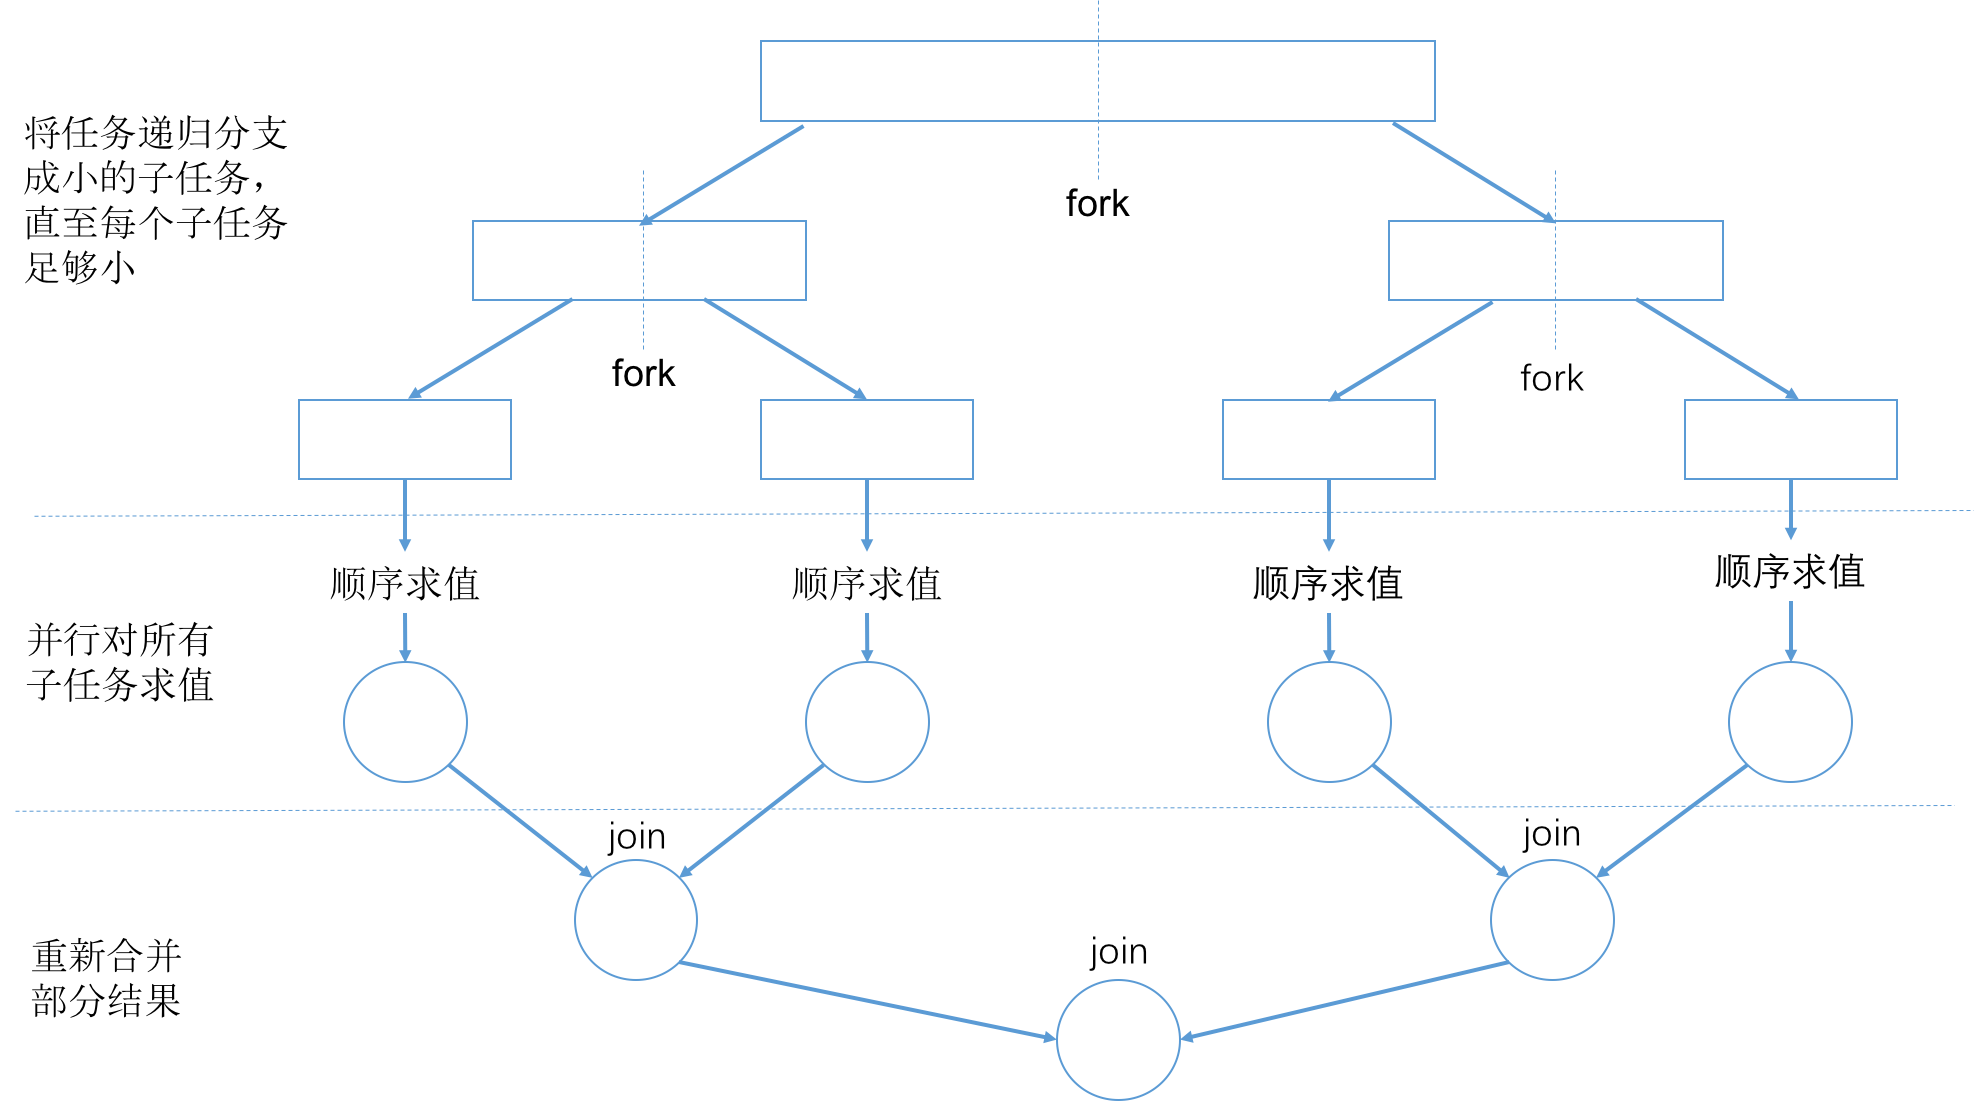 将任务递归分支
成小的子任务，
直至每个子任务
足够小
fork
fork
fork
顺序求值
顺序求值
顺序求值
顺序求值
并行对所有
子任务求值
join
join
join
重新合并
部分结果